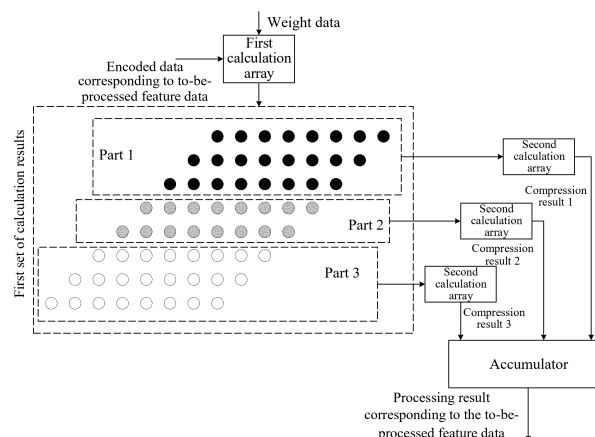 Weight data
First
calculation
array
Encoded data
corresponding to to-be-
processed feature data
First set of calculation results
Part 1
Part 2
Part 3
Second
calculation
array
Compression
result 1
Second
calculation
array
Compression
result 2
Second
calculation
array
Compression
result 3
Accumulator
Processing result
corresponding to the to-be-
processed feature data